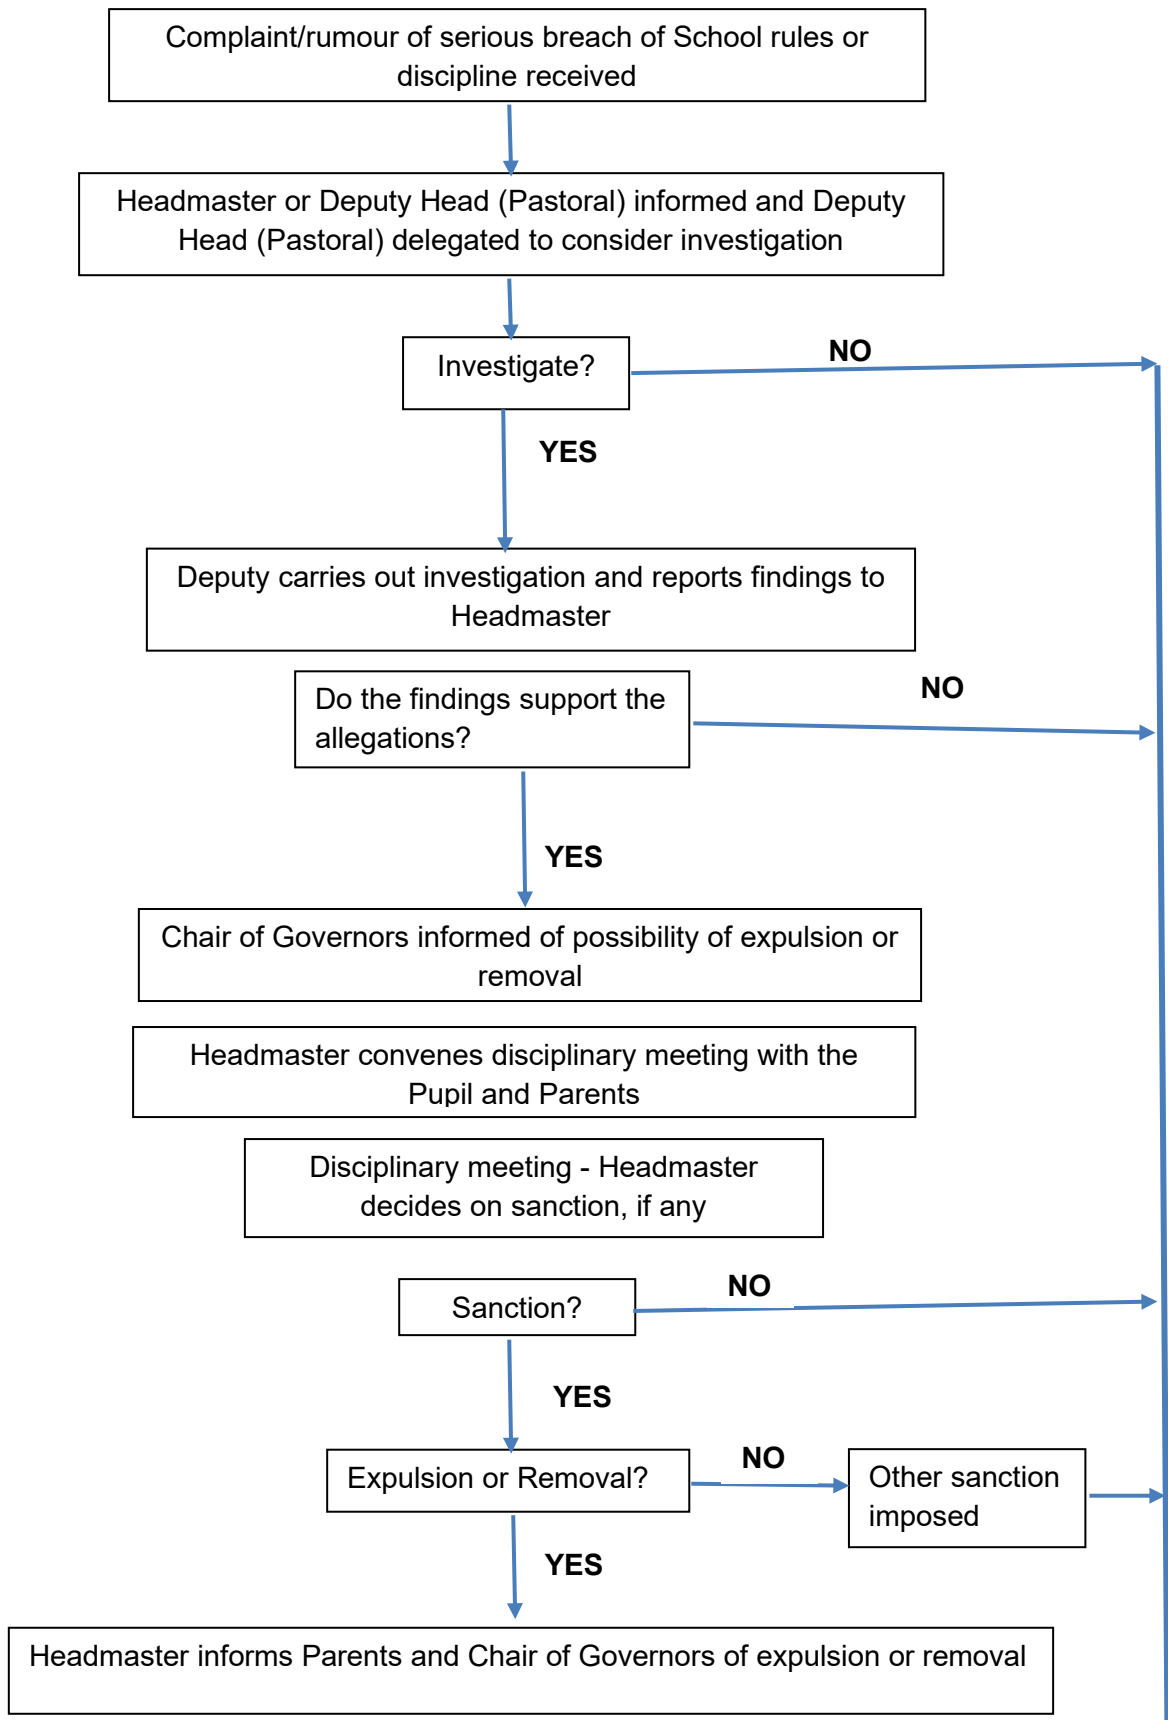 Complaint/rumour of serious breach of School rules or
discipline received
Headmaster or Deputy Head (Pastoral) informed and Deputy
Head (Pastoral) delegated to consider investigation
Investigate?
NO
YES
Deputy carries out investigation and reports findings to
Headmaster
Do the findings support the
allegations?
NO
YES
Chair of Governors informed of possibility of expulsion or
removal
Headmaster convenes disciplinary meeting with the
Pupil and Parents
Disciplinary meeting - Headmaster
decides on sanction, if any
Sanction?
NO
YES
Expulsion or Removal?
NO
Other sanction
imposed
YES
Headmaster informs Parents and Chair of Governors of expulsion or removal